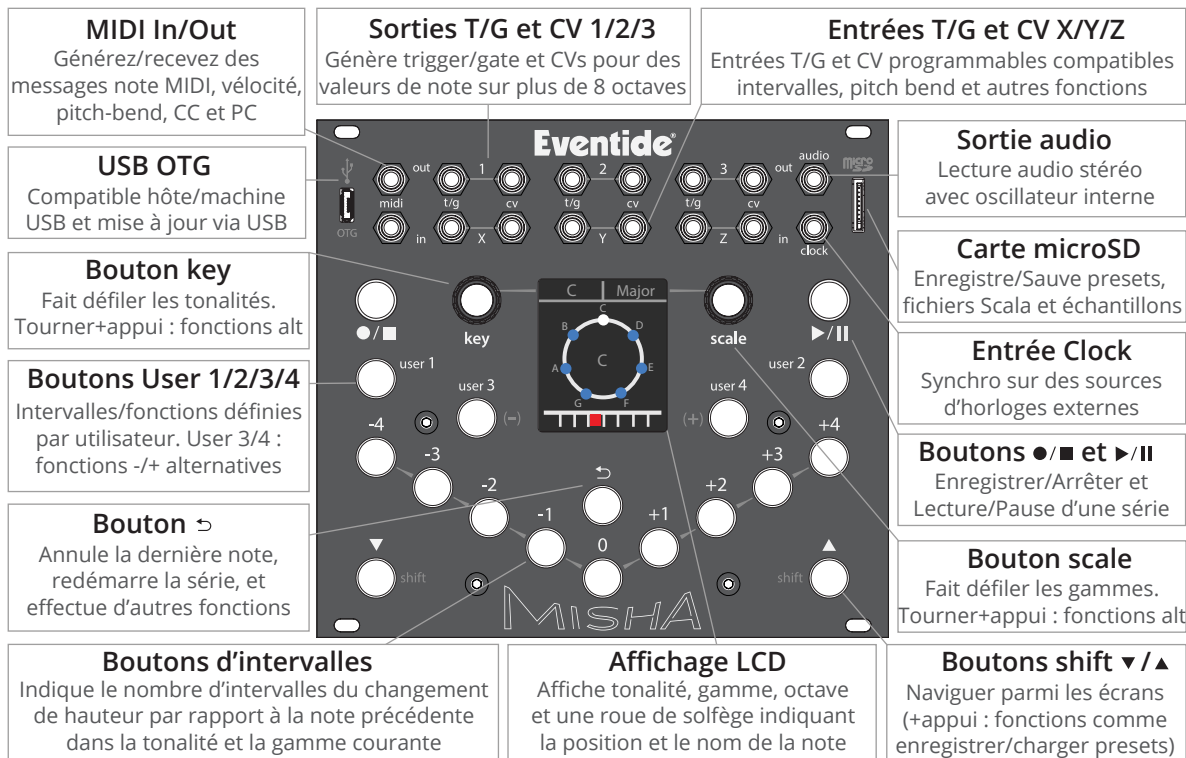 MIDI In/Out
Générez/recevez des
messages note MIDI, vélocité,
pitch-bend, CC et PC
Sorties T/G et CV 1/2/3
Génère trigger/gate et CVs pour des
valeurs de note sur plus de 8 octaves
Entrées T/G et CV X/Y/Z
Entrées T/G et CV programmables compatibles
intervalles, pitch bend et autres fonctions
USB OTG
Compatible hôte/machine
USB et mise à jour via USB
Bouton key
Fait défiler les tonalités.
Tourner+appui : fonctions alt
Boutons User 1/2/3/4
Intervalles/fonctions définies
par utilisateur. User 3/4 :
fonctions -/+ alternatives
Bouton ⮌
Annule la dernière note,
redémarre la série, et
effectue d'autres fonctions
Eventide®
out 1 2 3 out audio
micro
midi t/g cv t/g cv t/g cv
OTG
in X Y Z in clock
C Major
●/■ key scale ▶/II
C
B D
A C E
G F
user 1 user 3 user 4 user 2
(-) (+)
-4 +4
-3 +3
-2 ⮌ +2
-1 +1
▼ 0 ▲
shift shift
MISHA
Sortie audio
Lecture audio stéréo
avec oscillateur interne
Carte microSD
Enregistre/Sauve presets,
fichiers Scala et échantillons
Entrée Clock
Synchro sur des sources
d'horloges externes
Boutons ●/■ et ▶/II
Enregistrer/Arrêter et
Lecture/Pause d'une série
Bouton scale
Fait défiler les gammes.
Tourner+appui : fonctions alt
Boutons d'intervalles
Indique le nombre d'intervalles du changement
de hauteur par rapport à la note précédente
dans la tonalité et la gamme courante
Affichage LCD
Affiche tonalité, gamme, octave
et une roue de solfège indiquant
la position et le nom de la note
Boutons shift ▼/▲
Naviguer parmi les écrans
(+appui : fonctions comme
enregistrer/charger presets)